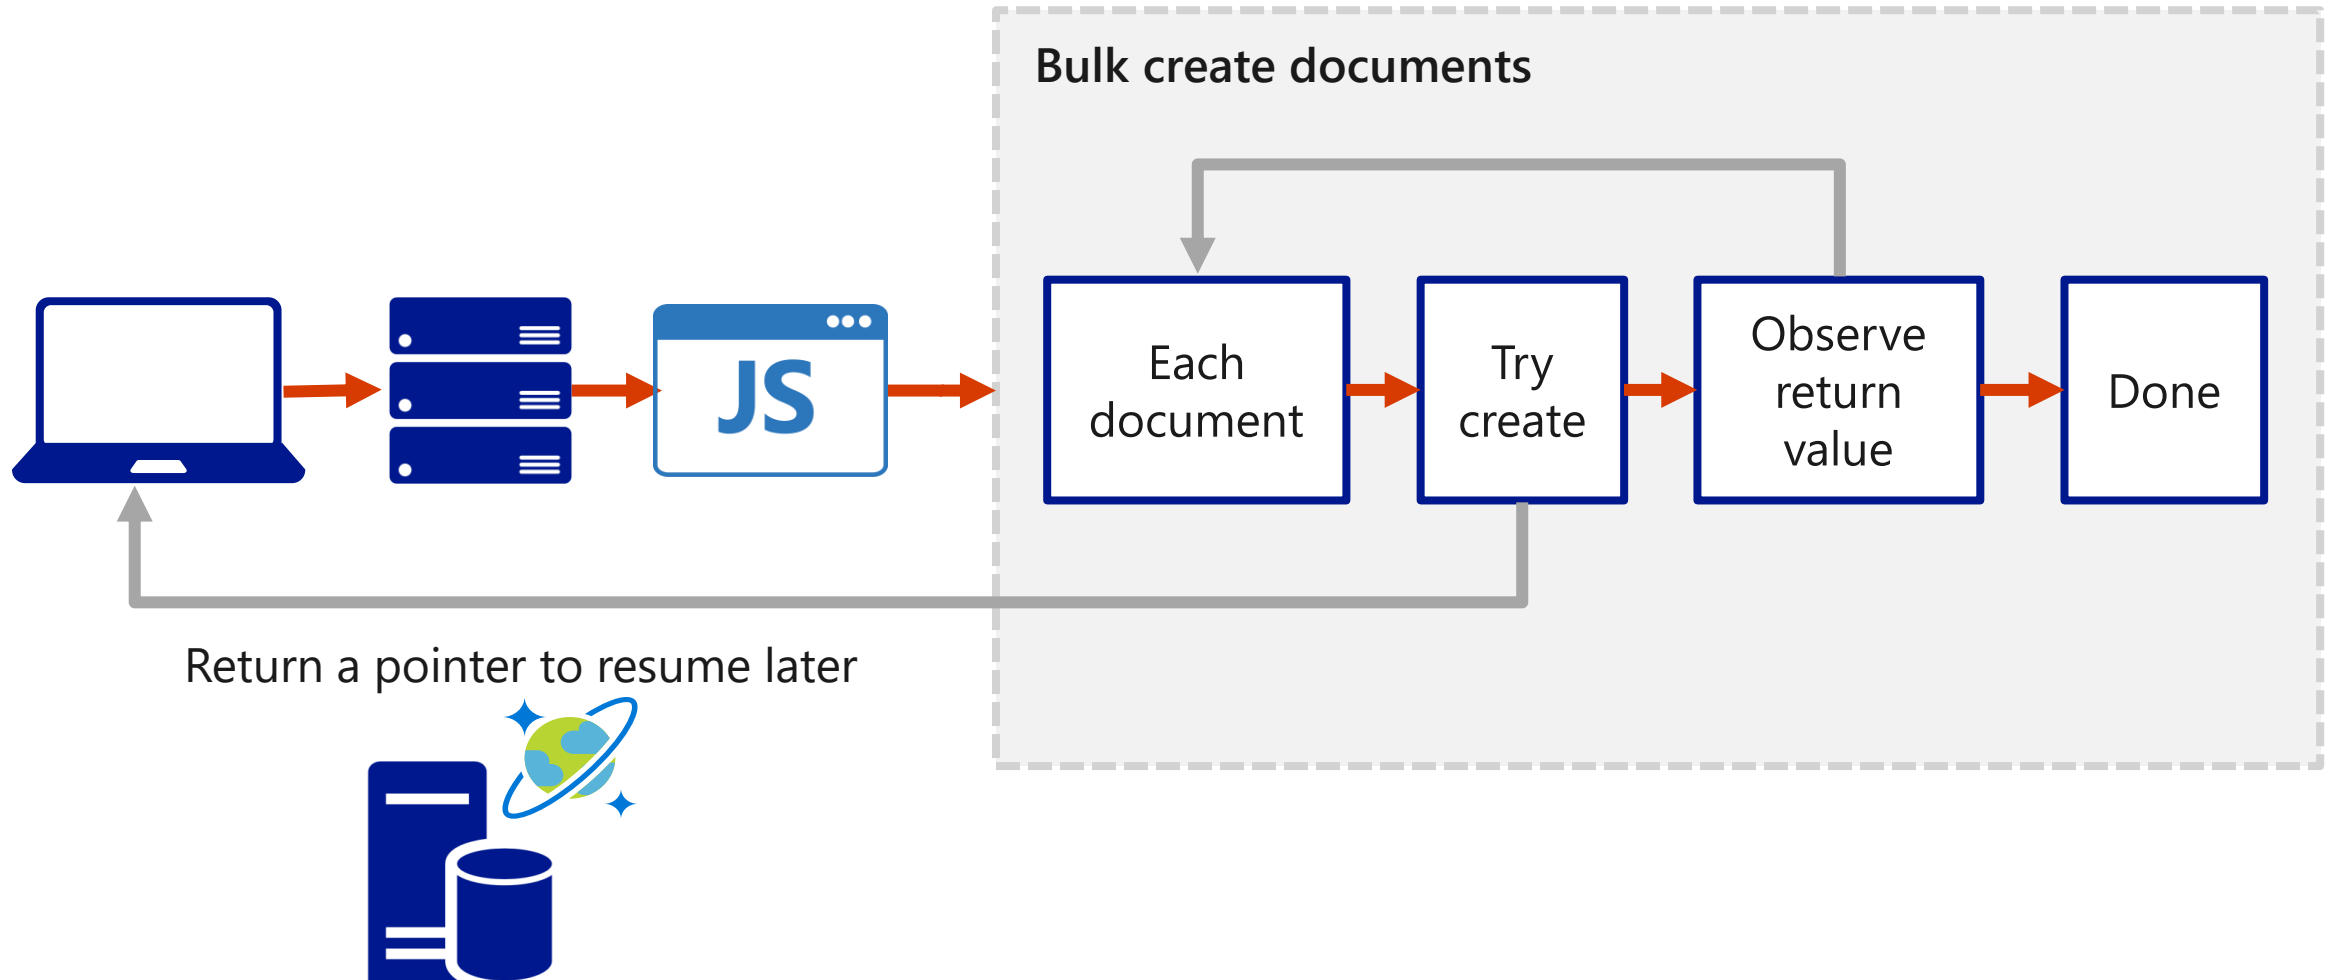 Bulk create documents
Each
document
Try
create
Observe
return
value
Done
JS
Return a pointer to resume later